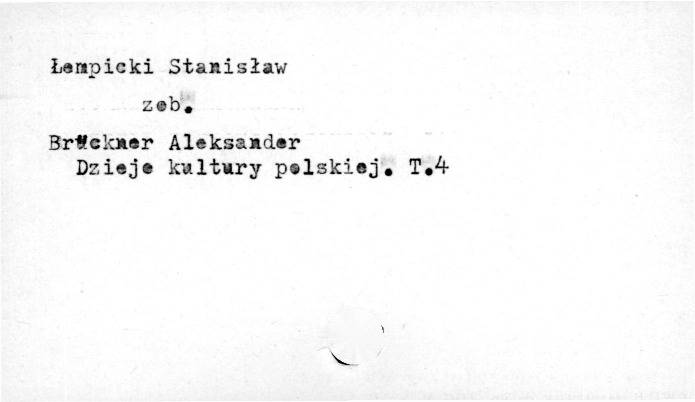 Łempicki Stanisław
zeb.
Brückner Aleksander
Dzieje kultury polskiej. T.4